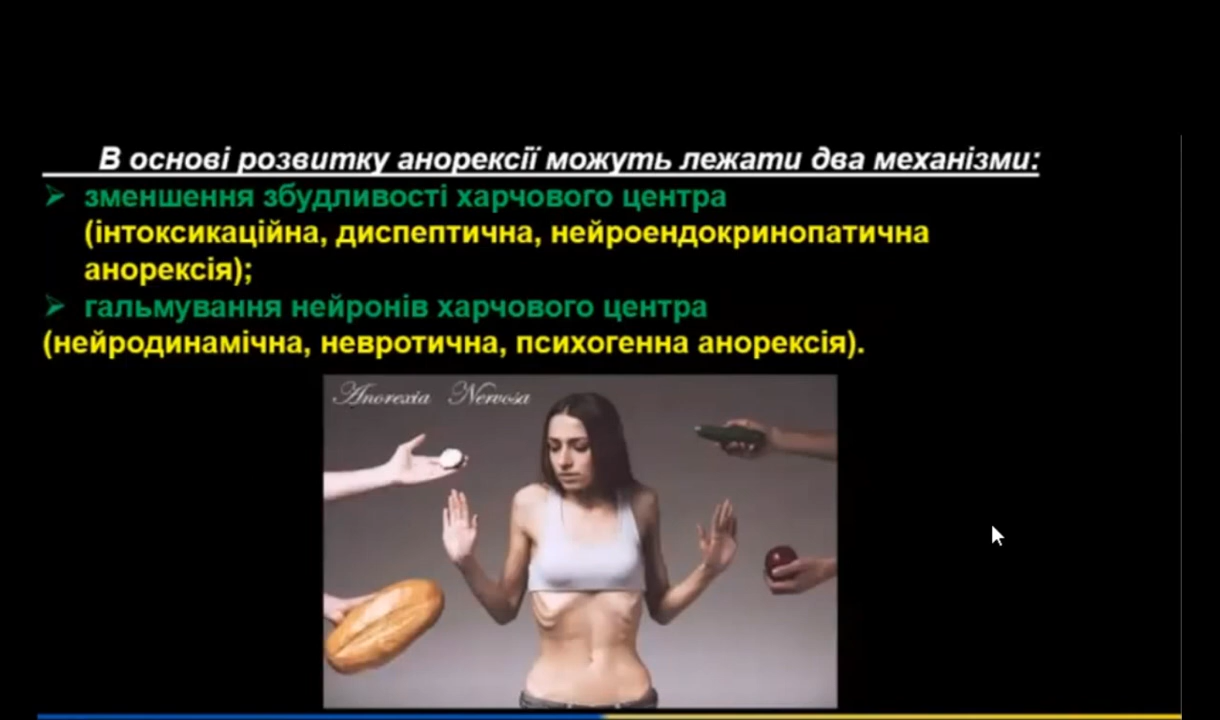 В основі розвитку анорексії можуть лежати два механізми:
➢ зменшення збудливості харчового центра
(інтоксикаційна, диспептична, нейроендокринопатична
анорексія);
➢ гальмування нейронів харчового центра
(нейродинамічна, невротична, психогенна анорексія).
Anorexia Nervosa